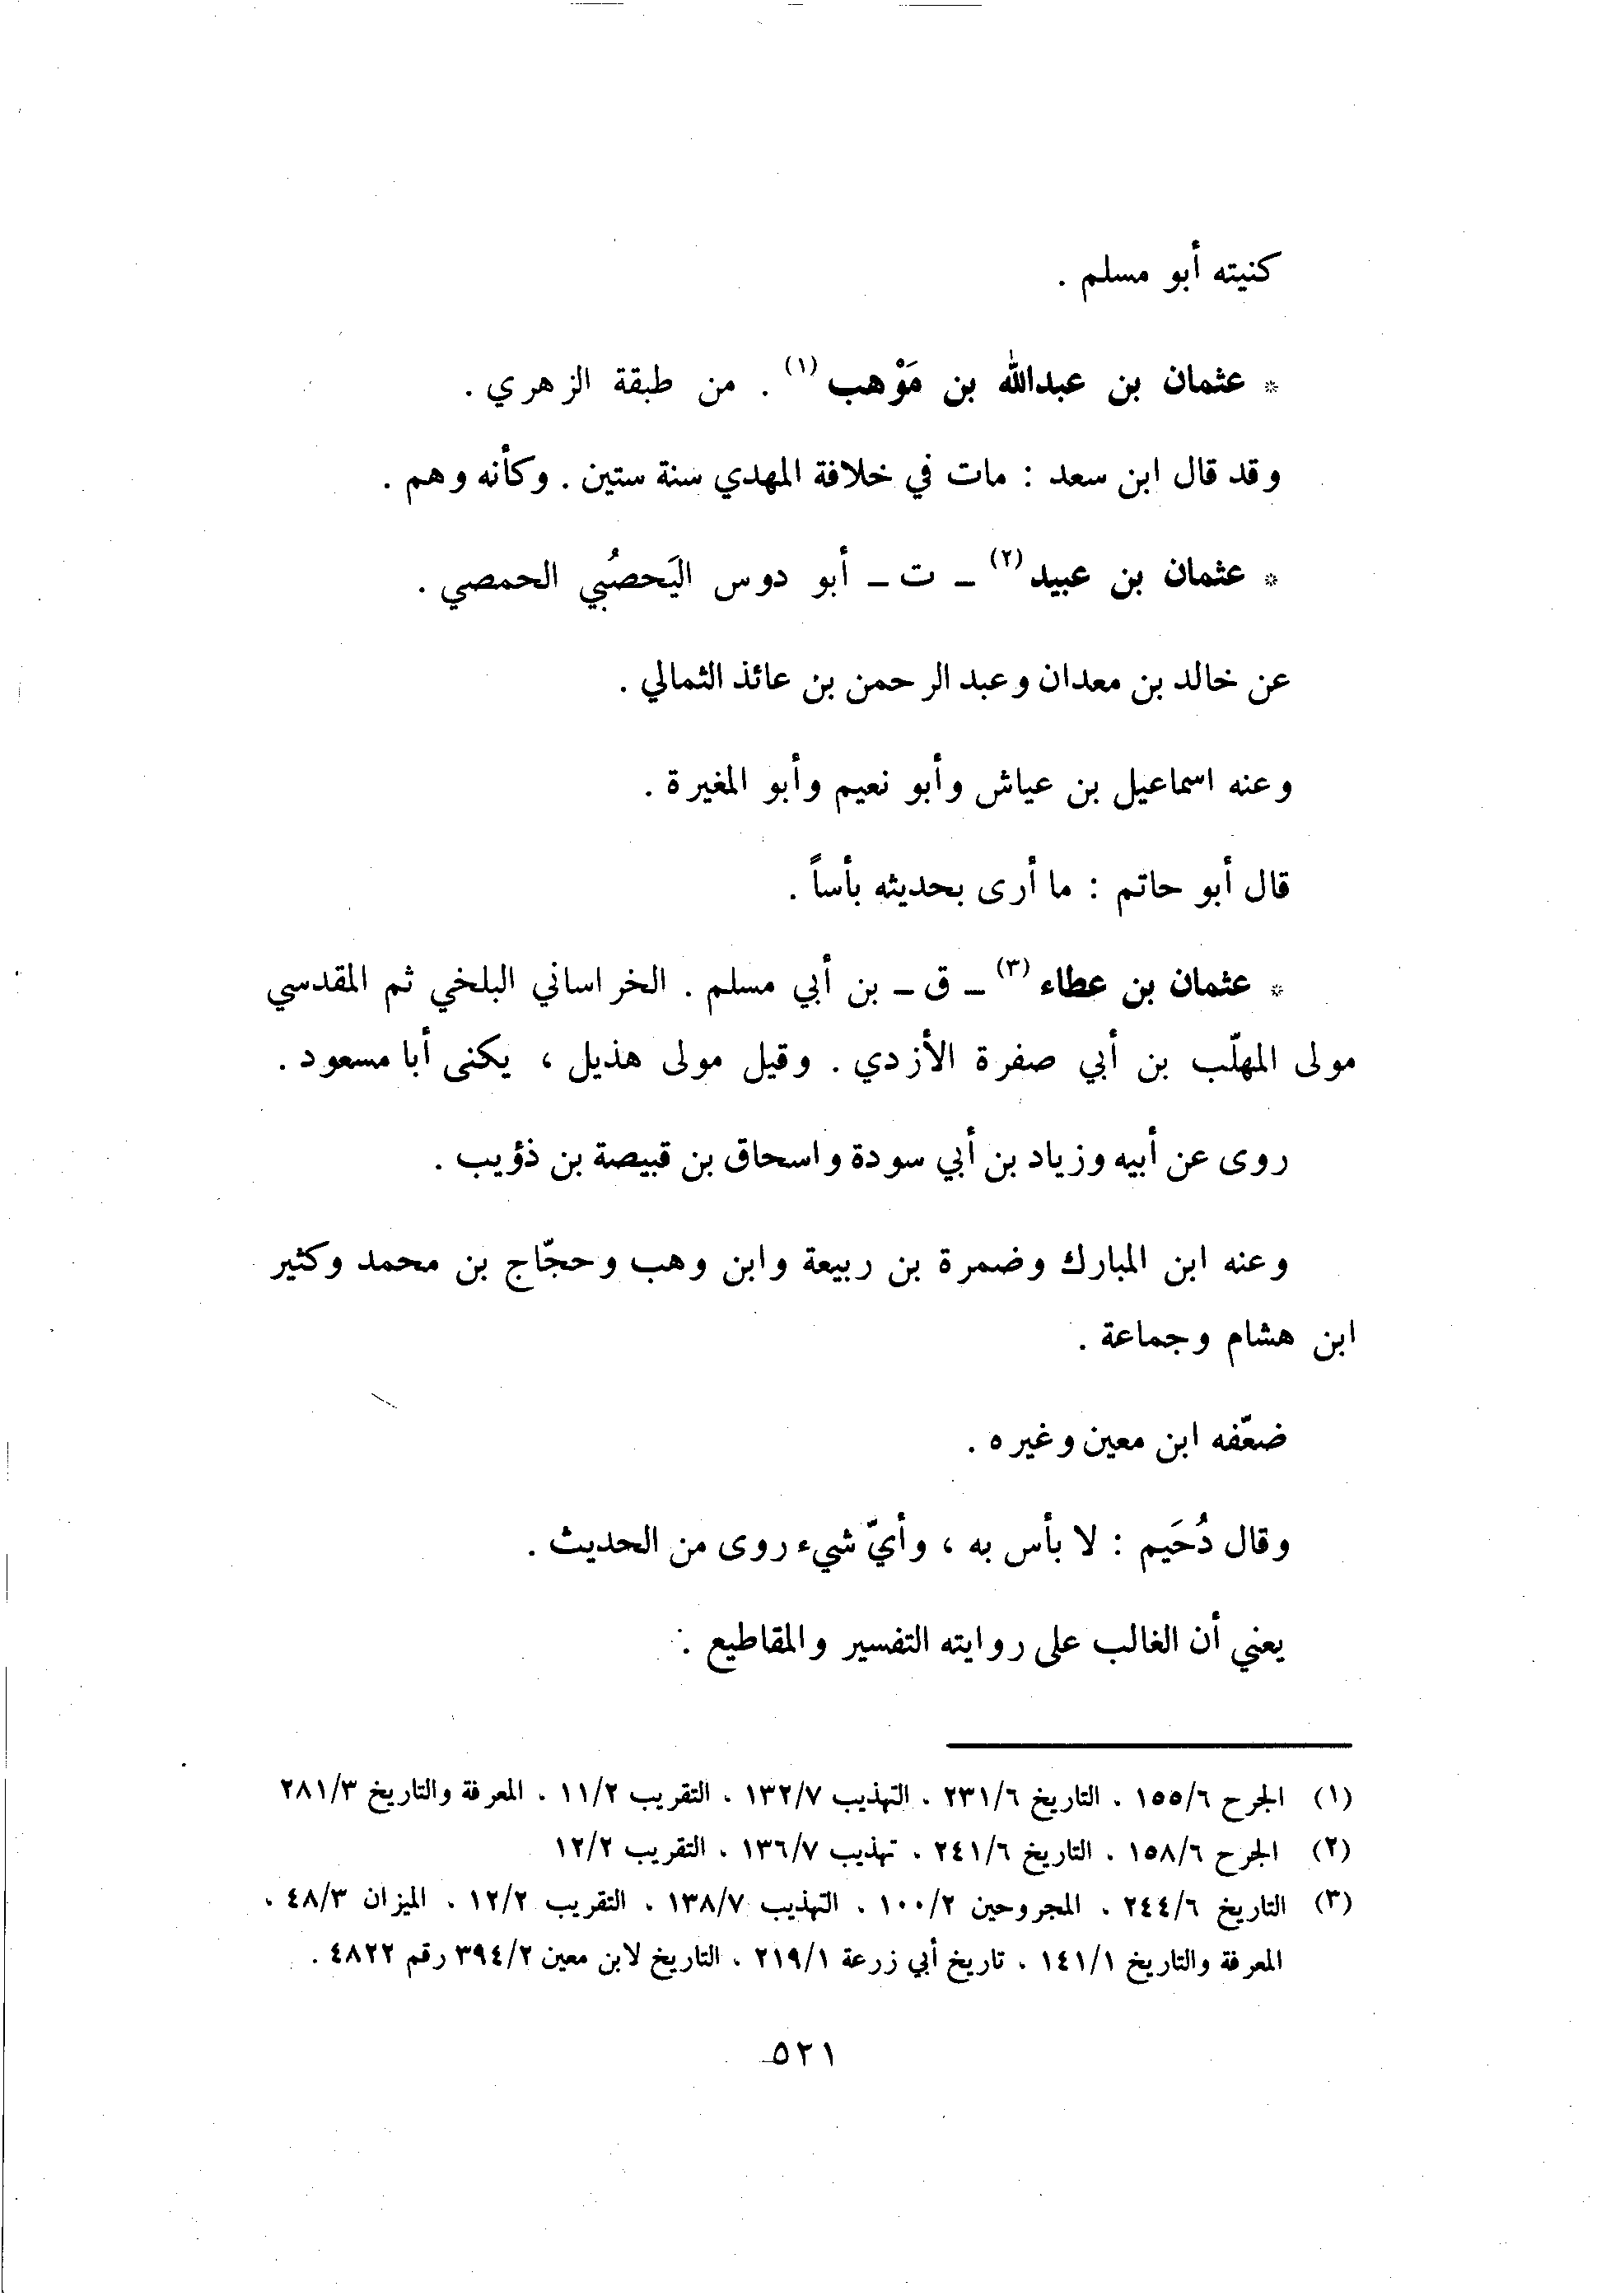 كنيته أبو مسلم .
* عثمان بن عبدالله بن مَوْهب (١) . من طبقة الزهري .
وقد قال ابن سعد : مات في خلافة المهدي سنة ستين . وكأنه وهم .
* عثمان بن عبيد (٢) ـ ت ـ أبو دوس اليَحصُبي الحمصي .
عن خالد بن معدان وعبد الرحمن بن عائذ الثمالي .
وعنه اسماعيل بن عياش وأبو نعيم وأبو المغيرة .
قال أبو حاتم : ما أرى بحديثه بأساً .
* عثمان بن عطاء (٣) ـ ق ـ بن أبي مسلم . الخراساني البلخي ثم المقدسي
مولى المهلّب بن أبي صفرة الأزدي . وقيل مولى هذيل ، يكنى أبا مسعود .
روى عن أبيه وزياد بن أبي سودة واسحاق بن قبيصة بن ذؤيب .
وعنه ابن المبارك وضمرة بن ربيعة وابن وهب وحجّاج بن محمد وكثير
ابن هشام وجماعة .
ضعّفه ابن معين وغيره .
وقال دُحَيم : لا بأس به ، وأيّ شيء روى من الحديث .
يعني أن الغالب على روايته التفسير والمقاطيع .
(١) الجرح ١٥٥/٦ . التاريخ ٢٣١/٦ . التهذيب ١٣٢/٧ . التقريب ١١/٢ . المعرفة والتاريخ ٢٨١/٣
(٢) الجرح ١٥٨/٦ . التاريخ ٢٤١/٦ . تهذيب ١٣٦/٧ . التقريب ١٢/٢
(٣) التاريخ ٢٤٤/٦ . المجروحين ١٠٠/٢ . التهذيب ١٣٨/٧ . التقريب ١٢/٢ . الميزان ٤٨/٣ .
المعرفة والتاريخ ١٤١/١ . تاريخ أبي زرعة ٢١٩/١ . التاريخ لابن معين ٣٩٤/٢ رقم ٤٨٢٢ .
٥٢١